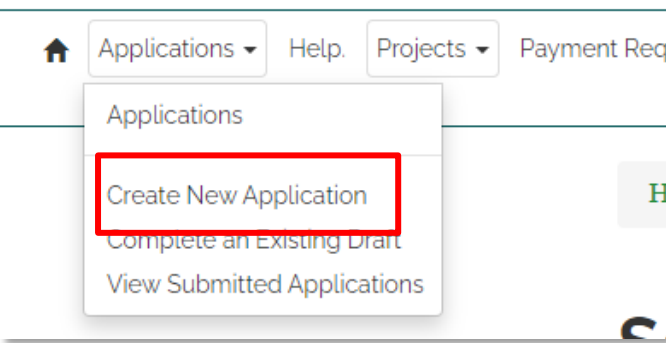 Applications Help. Projects Payment Req
Applications
Create New Application
Complete an Existing Draft
View Submitted Applications
H